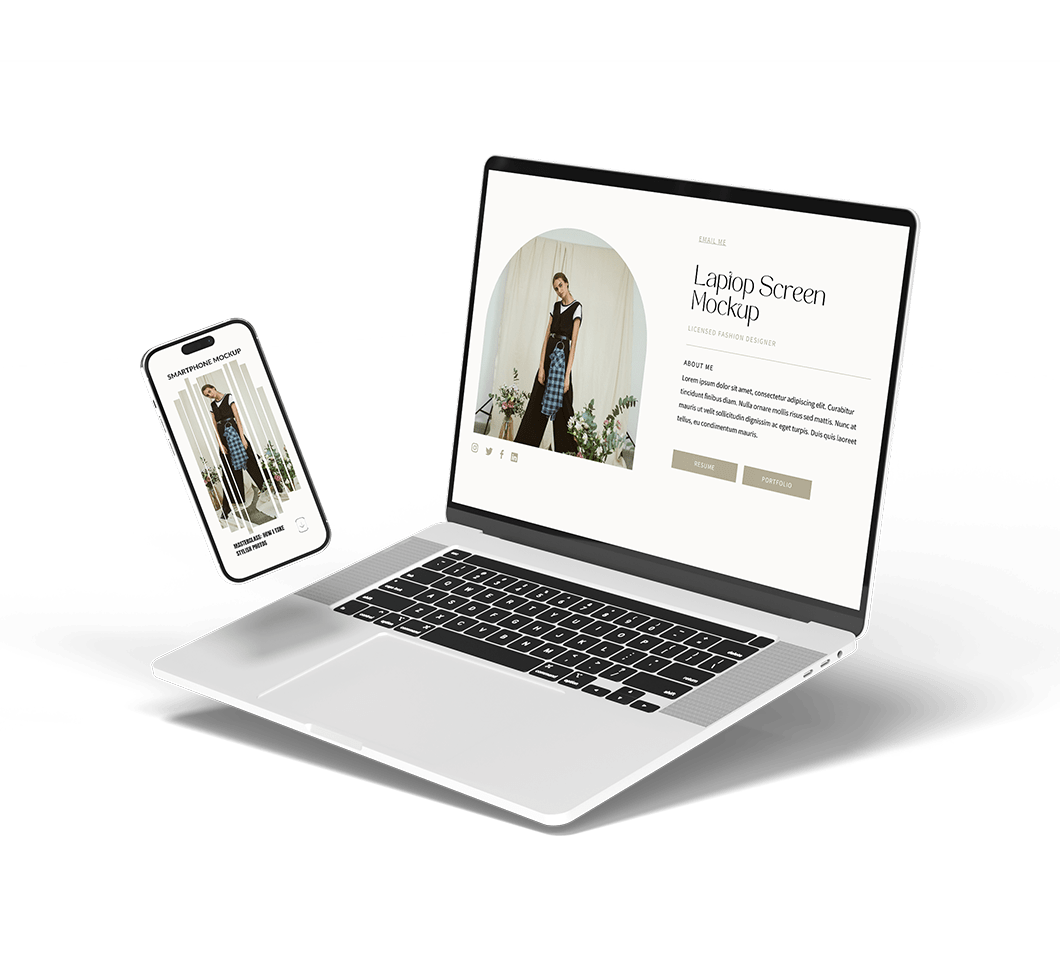 SMARTPHONE MOCKUP
MASTERCLASS: HOW I TAKE
STYLISH PHOTOS
EMAIL ME
Laptop Screen
Mockup
LICENSED FASHION DESIGNER
ABOUT ME
Lorem ipsum dolor sit amet, consectetur adipiscing elit. Curabitur
tincidunt finibus diam. Nulla ornare mollis risus sed mattis. Nunc at
mauris ut velit sollicitudin dignissim ac eget turpis. Duis quis laoreet
tellus, eu condimentum mauris.
RESUME
PORTFOLIO
Q W E R T Y U I O P
A S D F G H J K L
Z X C V B N M